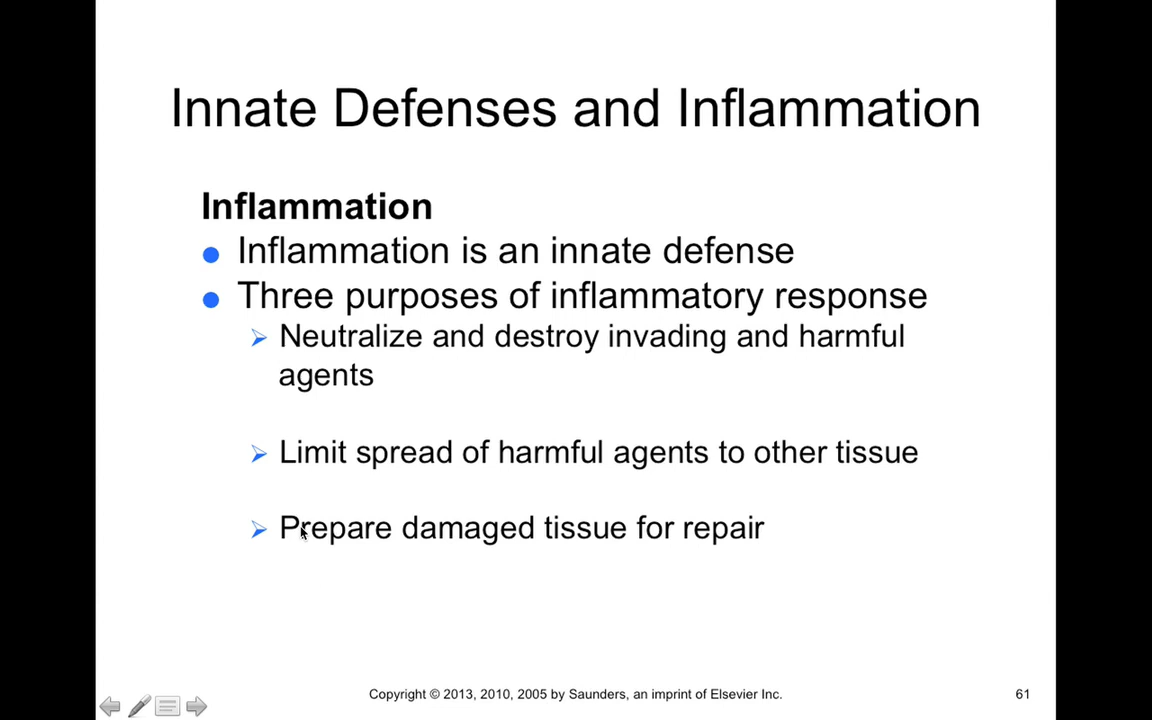 Innate Defenses and Inflammation
Inflammation
● Inflammation is an innate defense
● Three purposes of inflammatory response
➢ Neutralize and destroy invading and harmful
agents
➢ Limit spread of harmful agents to other tissue
➢ Prepare damaged tissue for repair
Copyright © 2013, 2010, 2005 by Saunders, an imprint of Elsevier Inc.
61